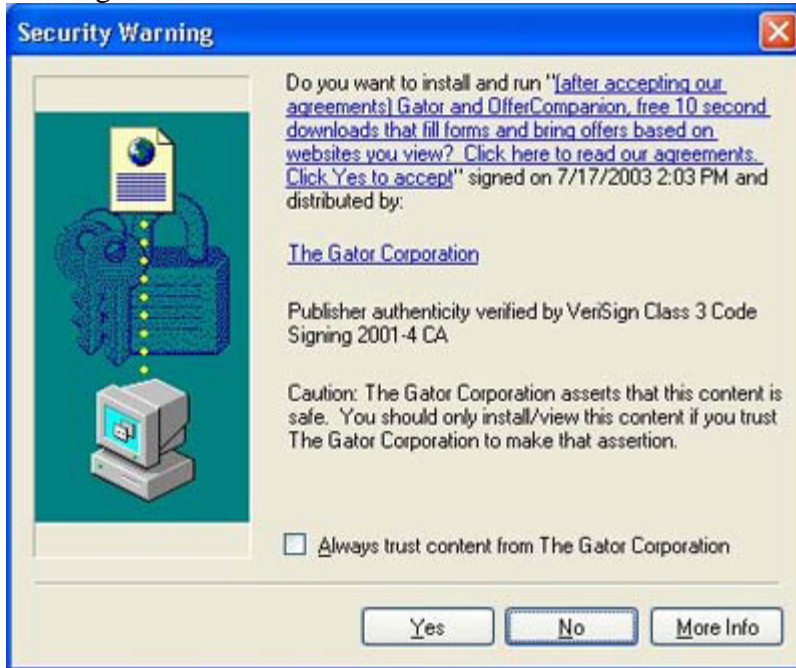 Security Warning
Do you want to install and run "(after accepting our
agreements) Gator and OfferCompanion, free 10 second
downloads that fill forms and bring offers based on
websites you view? Click here to read our agreements.
Click Yes to accept" signed on 7/17/2003 2:03 PM and
distributed by:
The Gator Corporation
Publisher authenticity verified by VeriSign Class 3 Code
Signing 2001-4 CA
Caution: The Gator Corporation asserts that this content is
safe. You should only install/view this content if you trust
The Gator Corporation to make that assertion.
Always trust content from The Gator Corporation
Yes No More Info